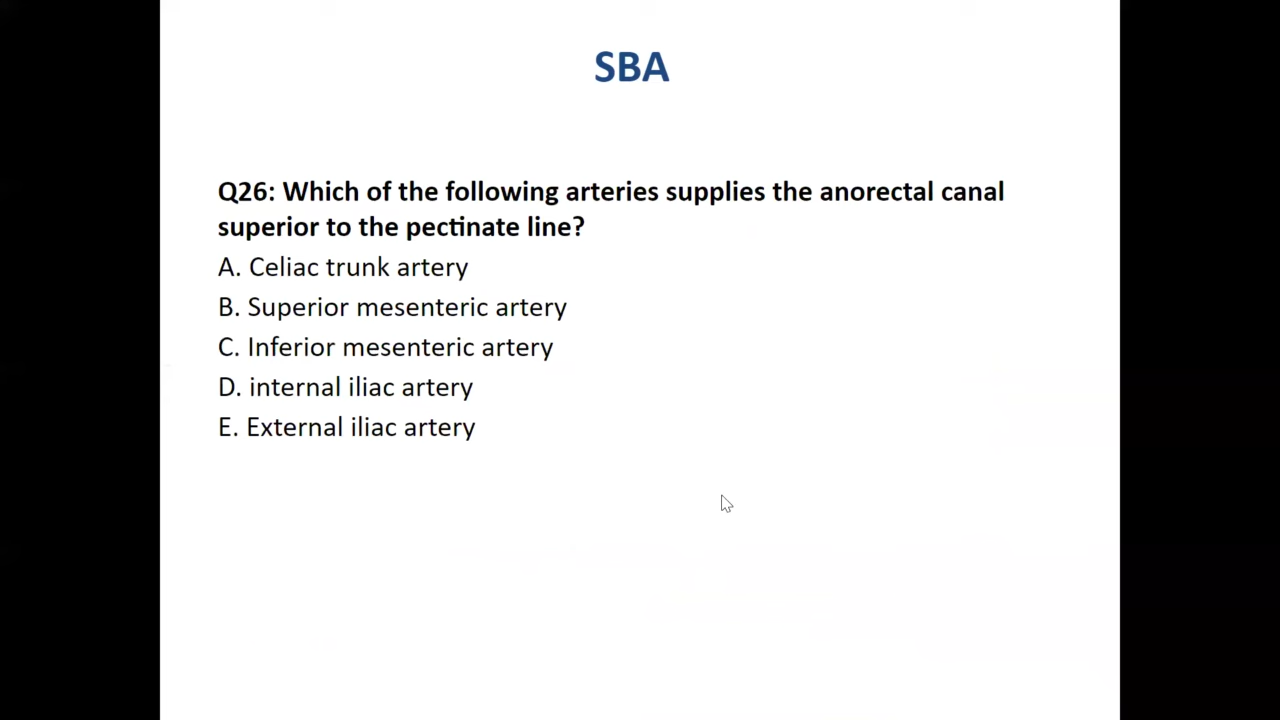 SBA
Q26: Which of the following arteries supplies the anorectal canal
superior to the pectinate line?
A. Celiac trunk artery
B. Superior mesenteric artery
C. Inferior mesenteric artery
D. internal iliac artery
E. External iliac artery